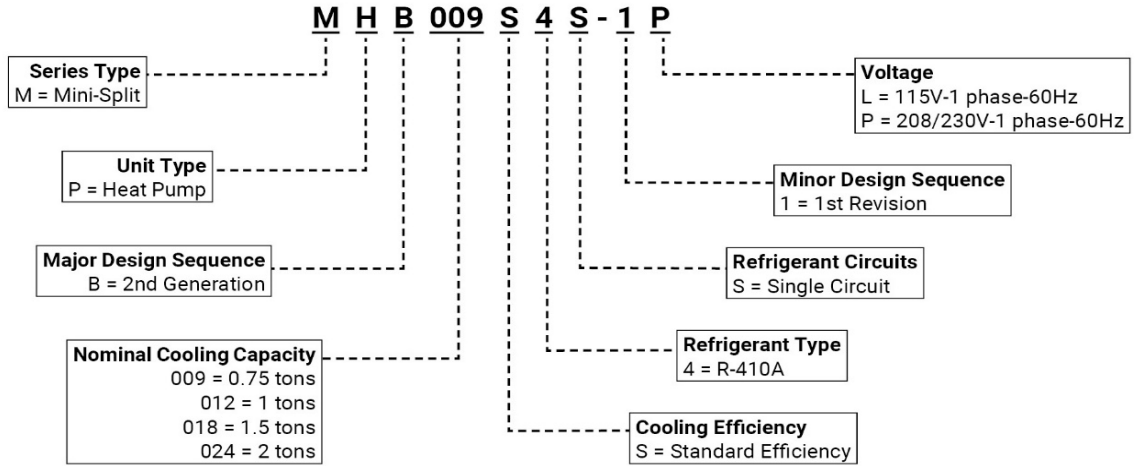 M H B 009 S 4 S - 1 P
Series Type
M = Mini-Split
Voltage
L = 115V-1 phase-60Hz
P = 208/230V-1 phase-60Hz
Unit Type
P = Heat Pump
Minor Design Sequence
1 = 1st Revision
Major Design Sequence
B = 2nd Generation
Refrigerant Circuits
S = Single Circuit
Nominal Cooling Capacity
009 = 0.75 tons
012 = 1 tons
018 = 1.5 tons
024 = 2 tons
Refrigerant Type
4 = R-410A
Cooling Efficiency
S = Standard Efficiency